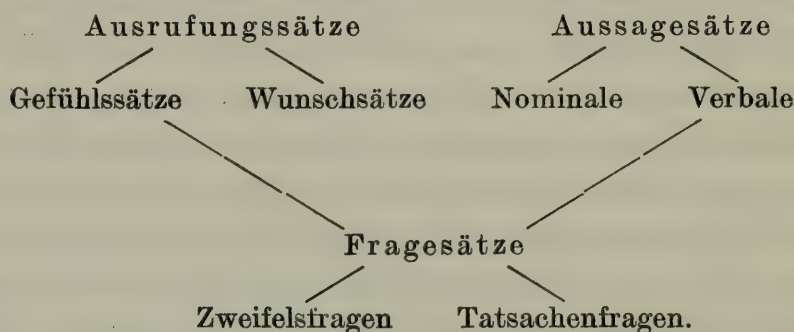 Ausrufungssätze Aussagesätze
Gefühlssätze Wunschsätze Nominale Verbale
Fragesätze
Zweifelsfragen Tatsachenfragen.